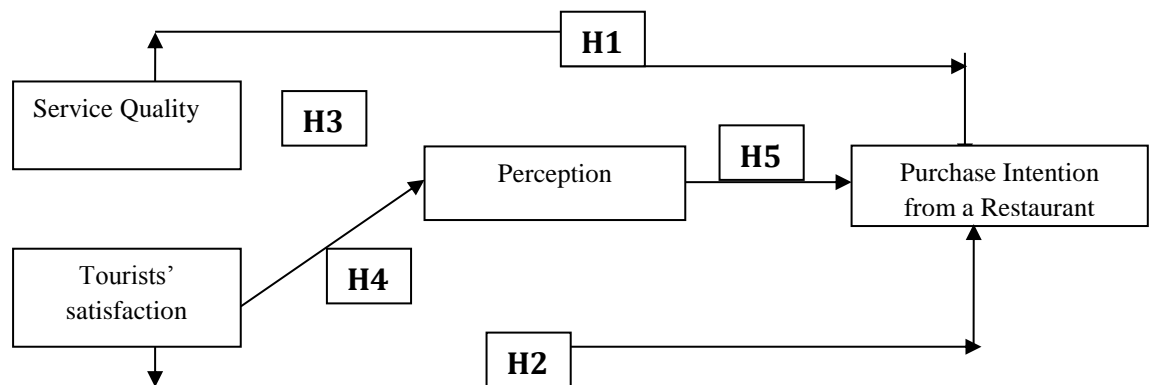 H1
Service Quality
H3
Perception
H5
Purchase Intention
from a Restaurant
Tourists’
satisfaction
H4
H2